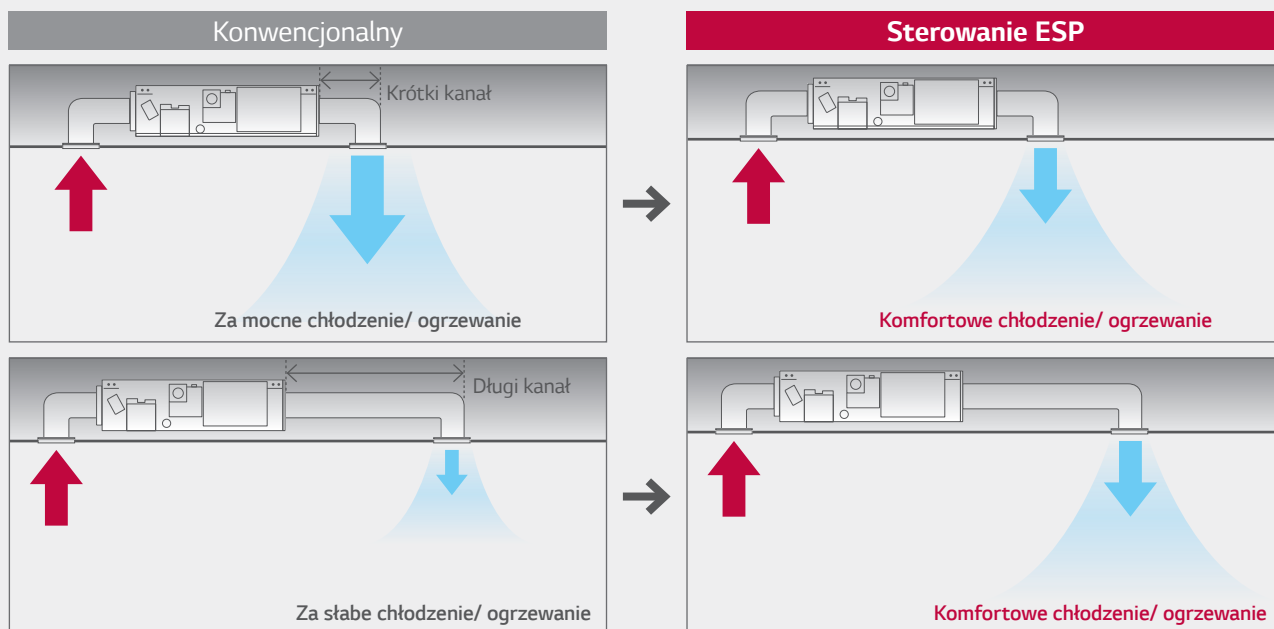 Konwencjonalny
Sterowanie ESP
Krótki kanał
Za mocne chłodzenie/ ogrzewanie
Komfortowe chłodzenie/ ogrzewanie
Długi kanał
Za słabe chłodzenie/ ogrzewanie
Komfortowe chłodzenie/ ogrzewanie